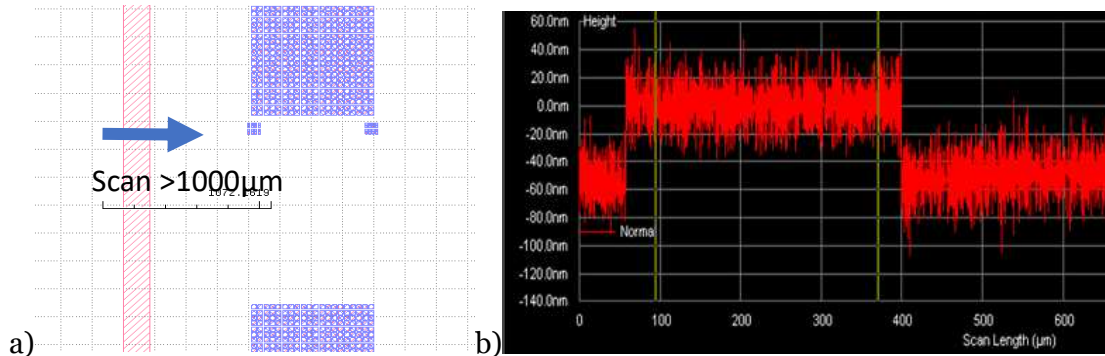 a)
Scan >1000µm
1072.1819
b)
Height
60.0nm
40.0nm
20.0nm
0.0nm
-20.0nm
-40.0nm
-60.0nm
-80.0nm
-100.0nm
-120.0nm
-140.0nm
Norma
0
100
200
300
400
500
600
Scan Length (µm)